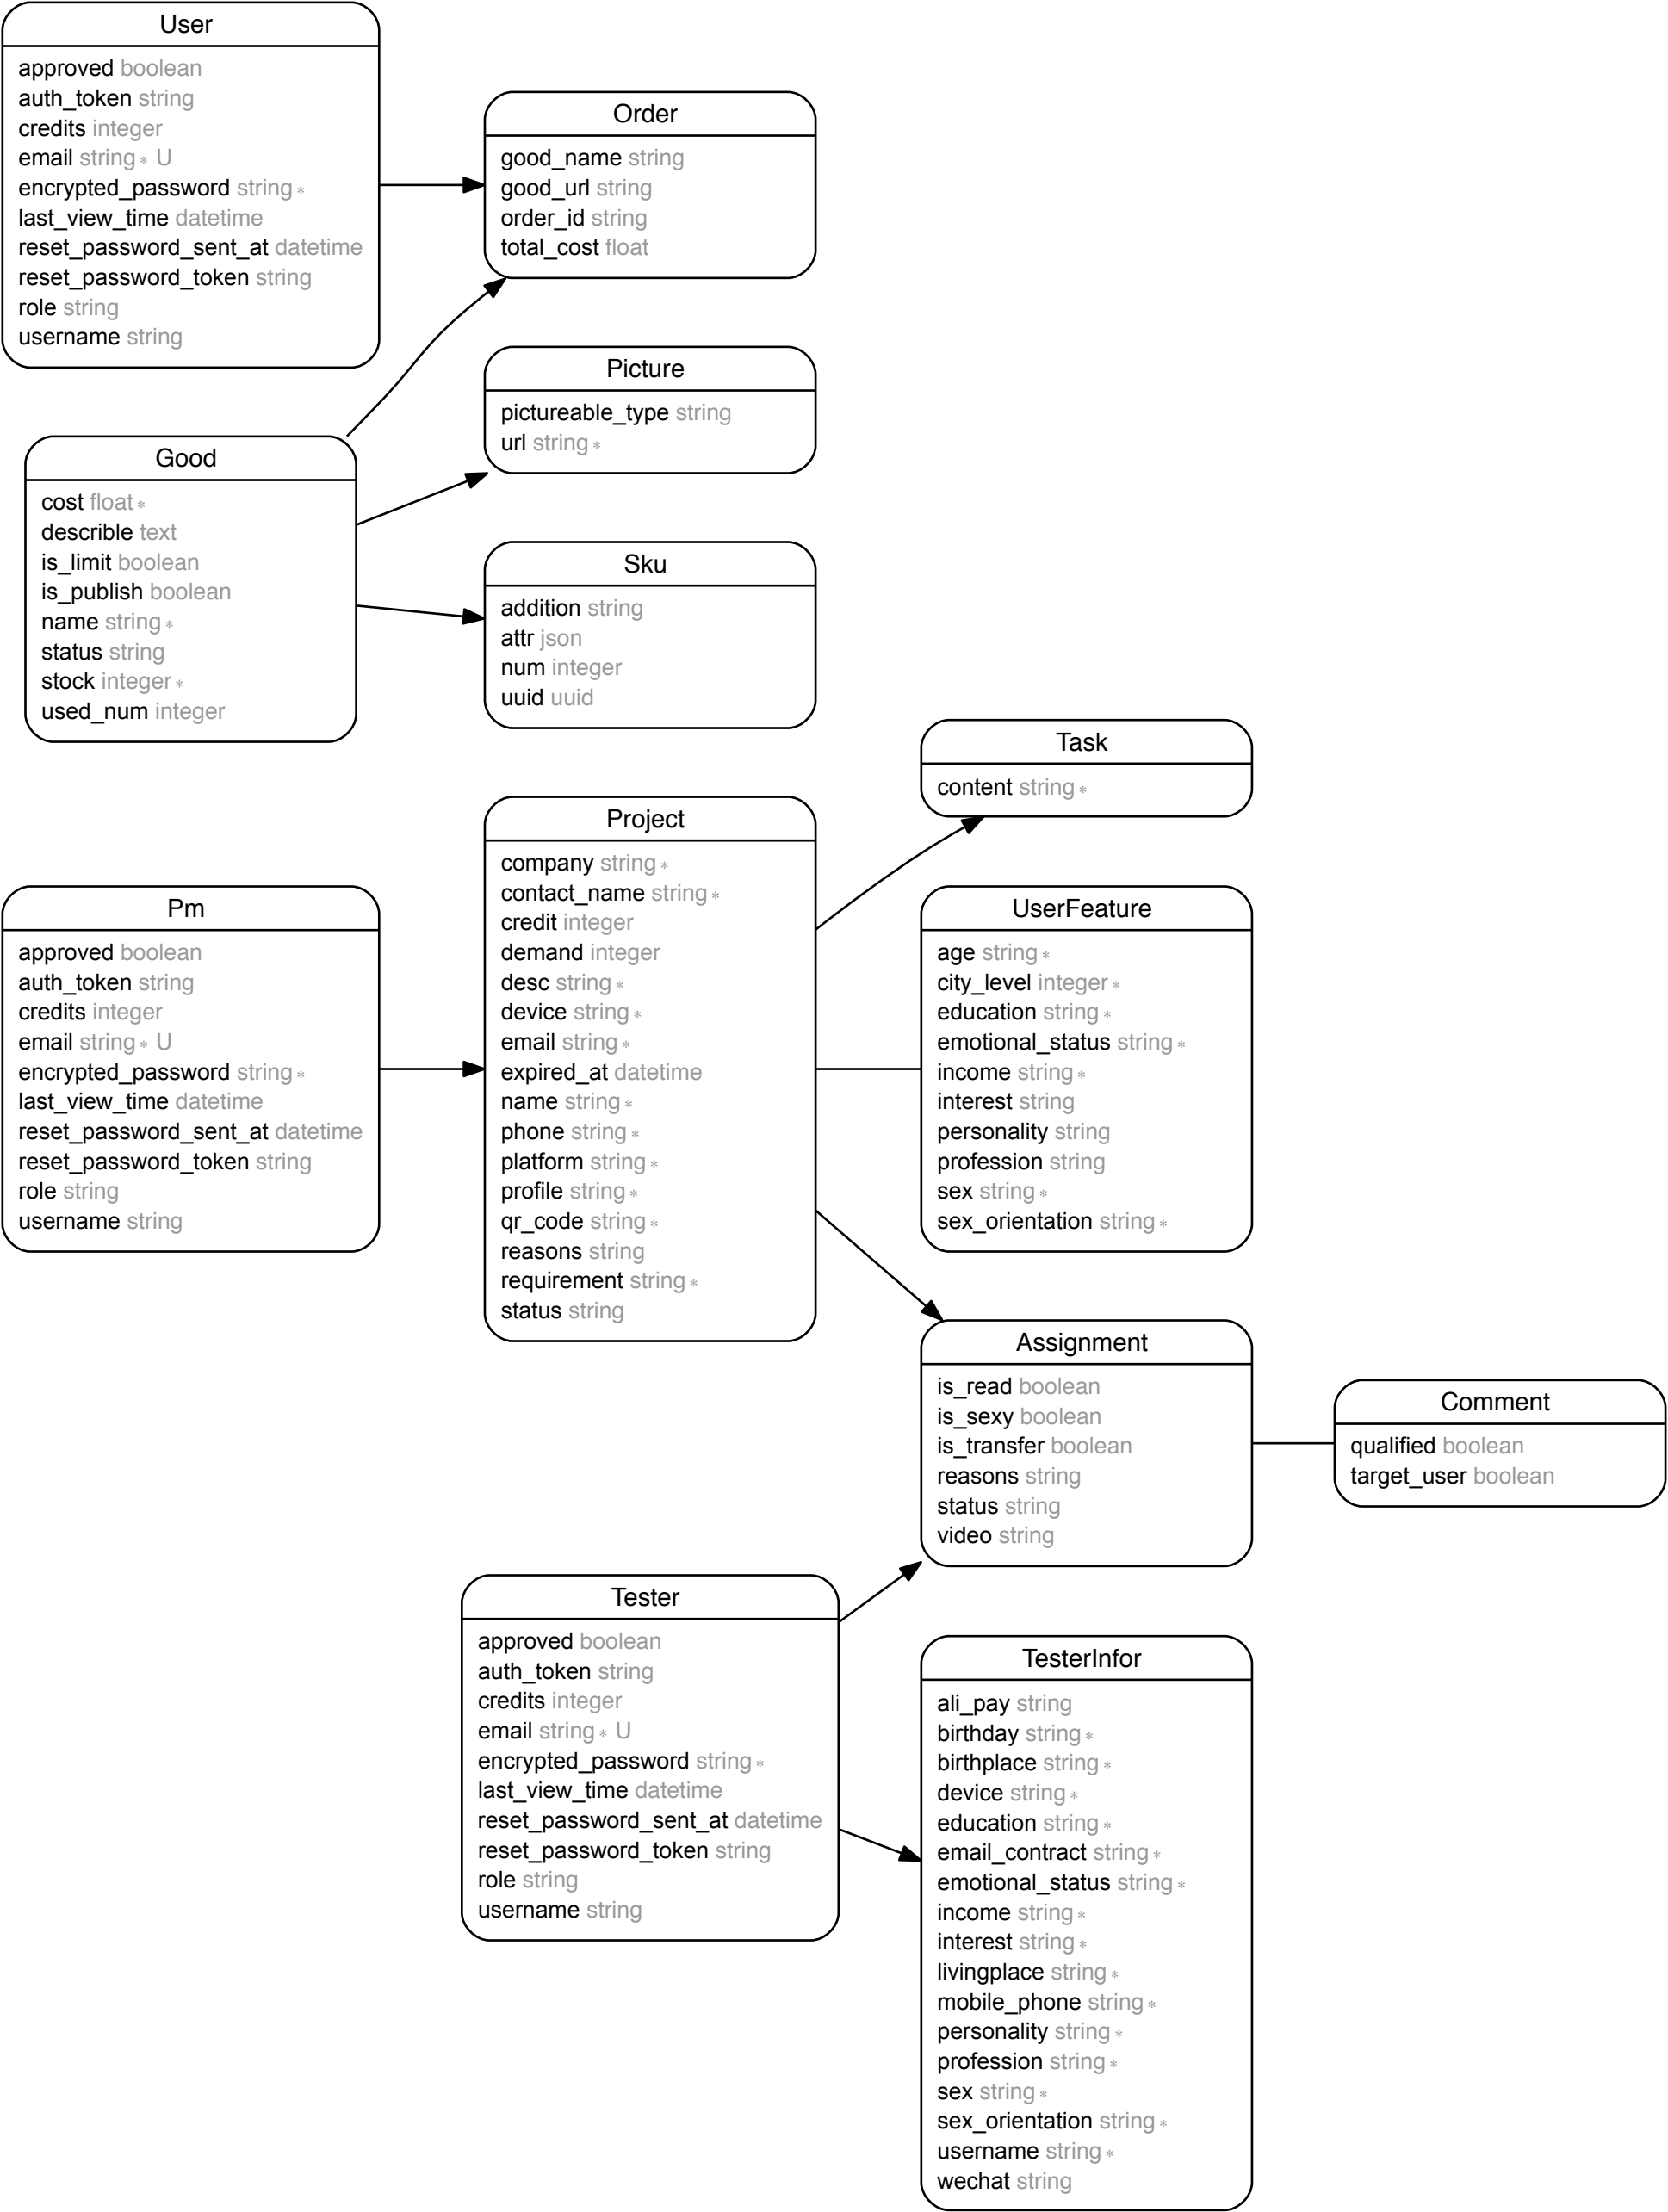 User
approved boolean
auth_token string
credits integer
email string * U
encrypted_password string *
last_view_time datetime
reset_password_sent_at datetime
reset_password_token string
role string
username string
Order
good_name string
good_url string
order_id string
total_cost float
Picture
pictureable_type string
url string *
Good
cost float *
describle text
is_limit boolean
is_publish boolean
name string *
status string
stock integer *
used_num integer
Sku
addition string
attr json
num integer
uuid uuid
Task
content string *
Project
company string *
contact_name string *
credit integer
demand integer
desc string *
device string *
email string *
expired_at datetime
name string *
phone string *
platform string *
profile string *
qr_code string *
reasons string
requirement string *
status string
Pm
approved boolean
auth_token string
credits integer
email string * U
encrypted_password string *
last_view_time datetime
reset_password_sent_at datetime
reset_password_token string
role string
username string
UserFeature
age string *
city_level integer *
education string *
emotional_status string *
income string *
interest string
personality string
profession string
sex string *
sex_orientation string *
Assignment
is_read boolean
is_sexy boolean
is_transfer boolean
reasons string
status string
video string
Comment
qualified boolean
target_user boolean
Tester
approved boolean
auth_token string
credits integer
email string * U
encrypted_password string *
last_view_time datetime
reset_password_sent_at datetime
reset_password_token string
role string
username string
TesterInfor
ali_pay string
birthday string *
birthplace string *
device string *
education string *
email_contract string *
emotional_status string *
income string *
interest string *
livingplace string *
mobile_phone string *
personality string *
profession string *
sex string *
sex_orientation string *
username string *
wechat string